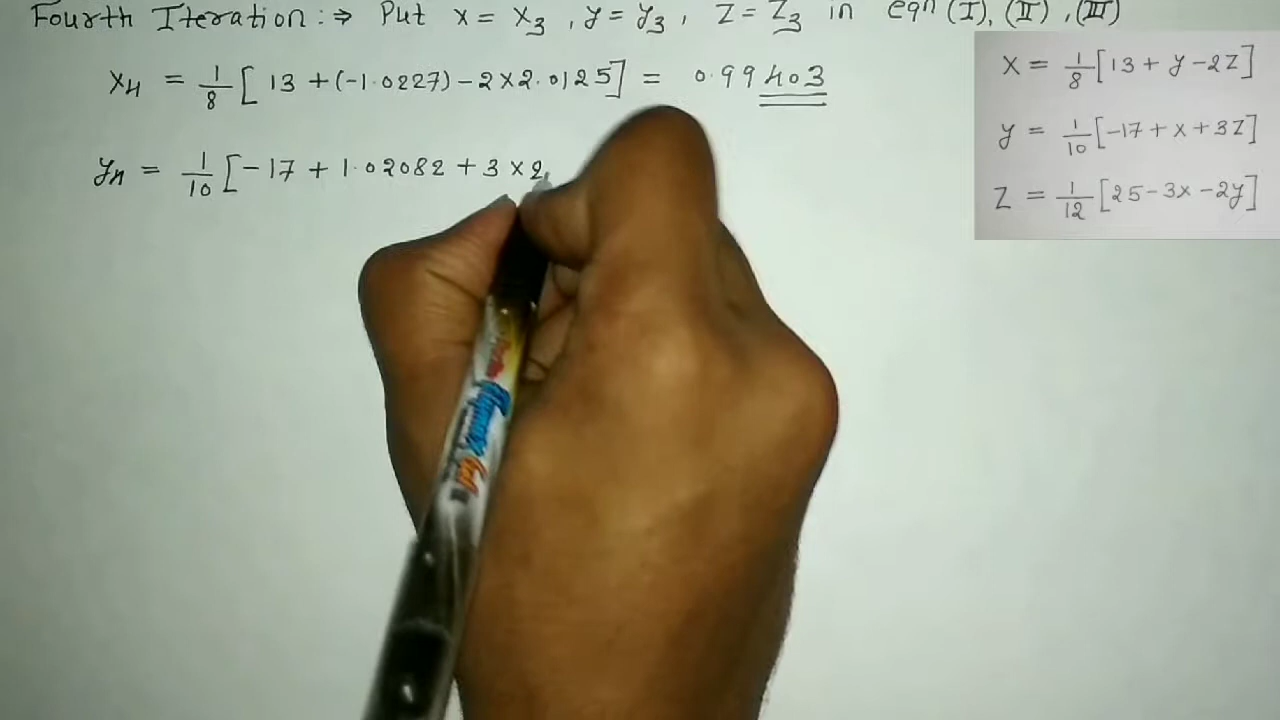 Fourth Iteration :⇒ Put x = x₃ , y = y₃ , z = z₃ in eqⁿ (I), (II) , (III)
x₄ = 1/8 [ 13 + (-1.0227) - 2 × 2.0125 ] = 0.99403
y₄ = 1/10 [ -17 + 1.02082 + 3 × 2.
x = 1/8 [13 + y - 2z]
y = 1/10 [-17 + x + 3z]
z = 1/12 [25 - 3x - 2y]